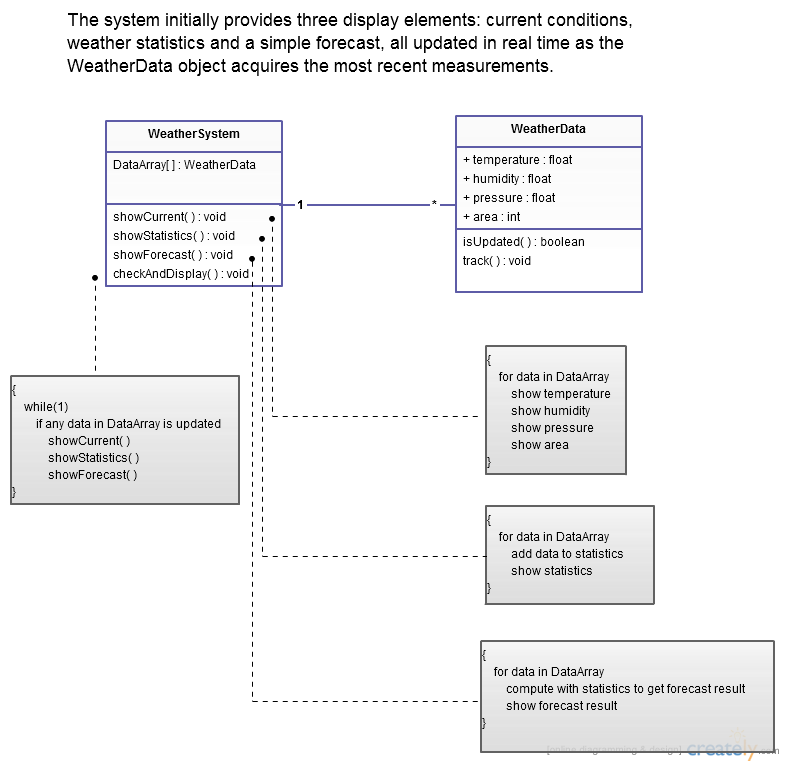 The system initially provides three display elements: current conditions,
weather statistics and a simple forecast, all updated in real time as the
WeatherData object acquires the most recent measurements.
WeatherSystem
DataArray[ ] : WeatherData
showCurrent( ) : void
showStatistics( ) : void
showForecast( ) : void
checkAndDisplay( ) : void
1
*
WeatherData
+ temperature : float
+ humidity : float
+ pressure : float
+ area : int
isUpdated( ) : boolean
track( ) : void
{
while(1)
if any data in DataArray is updated
showCurrent( )
showStatistics( )
showForecast( )
}
{
for data in DataArray
show temperature
show humidity
show pressure
show area
}
{
for data in DataArray
add data to statistics
show statistics
}
{
for data in DataArray
compute with statistics to get forecast result
show forecast result
}
[online diagramming & design] creately.com